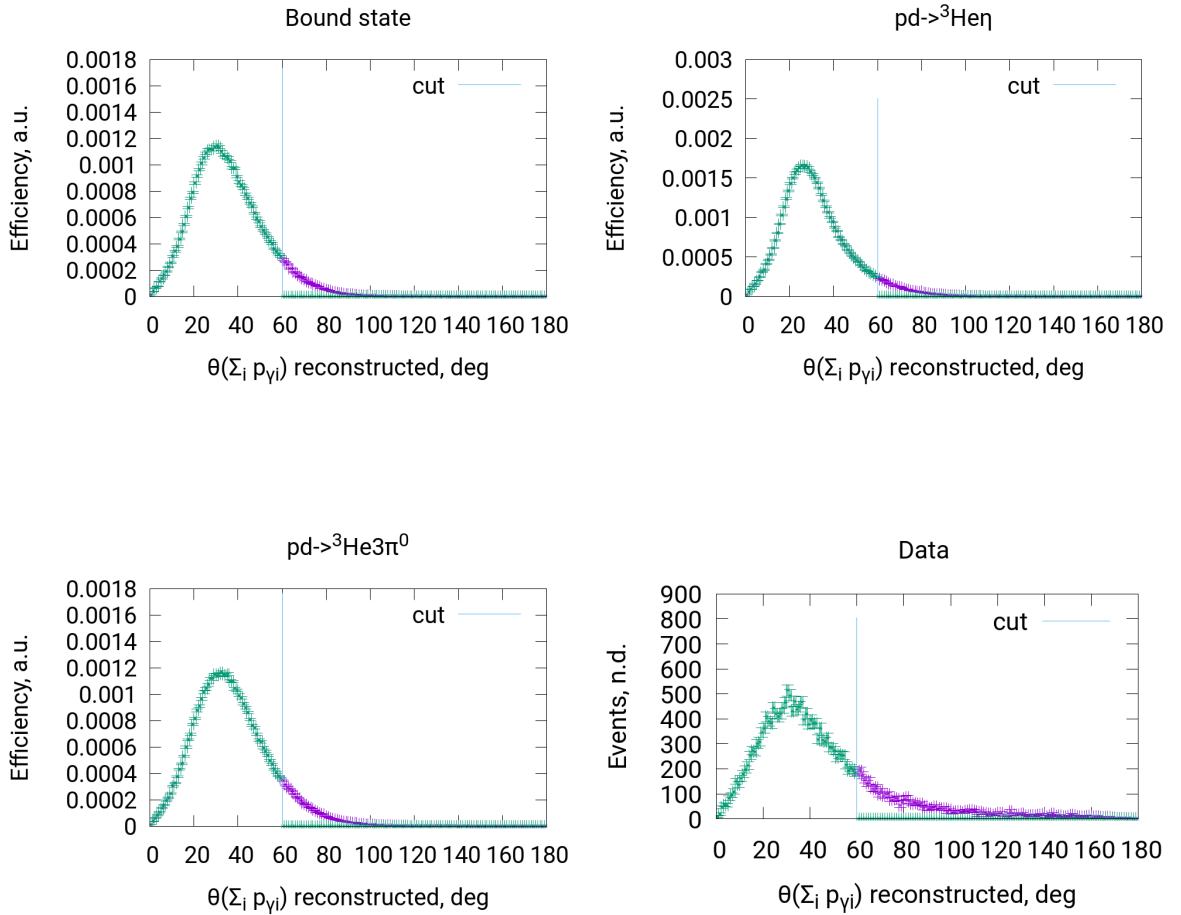 Bound state
0.0018
0.0016
0.0014
0.0012
0.001
0.0008
0.0006
0.0004
0.0002
0
Efficiency, a.u.
cut
0 20 40 60 80 100 120 140 160 180
θ(Σi pγi) reconstructed, deg
pd->³Heη
0.003
0.0025
0.002
0.0015
0.001
0.0005
0
Efficiency, a.u.
cut
0 20 40 60 80 100 120 140 160 180
θ(Σi pγi) reconstructed, deg
pd->³He3π⁰
0.0018
0.0016
0.0014
0.0012
0.001
0.0008
0.0006
0.0004
0.0002
0
Efficiency, a.u.
cut
0 20 40 60 80 100 120 140 160 180
θ(Σi pγi) reconstructed, deg
Data
900
800
700
600
500
400
300
200
100
0
Events, n.d.
cut
0 20 40 60 80 100 120 140 160 180
θ(Σi pγi) reconstructed, deg